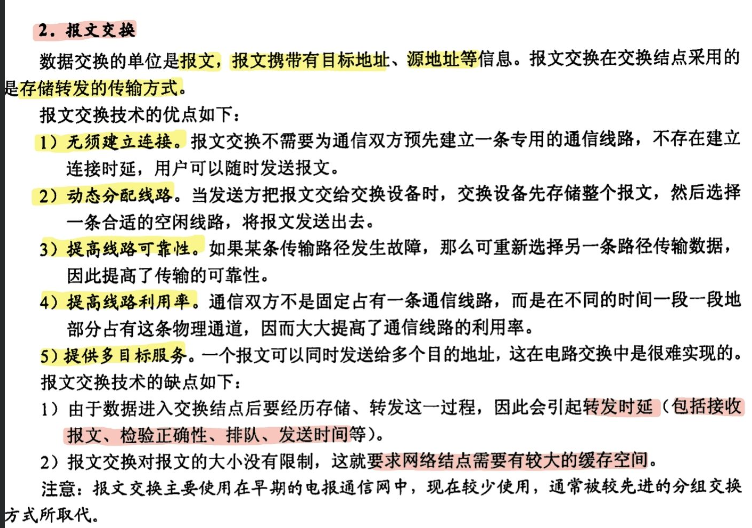 2．报文交换
数据交换的单位是报文，报文携带有目标地址、源地址等信息。报文交换在交换结点采用的
是存储转发的传输方式。
报文交换技术的优点如下：
1）无须建立连接。报文交换不需要为通信双方预先建立一条专用的通信线路，不存在建立
连接时延，用户可以随时发送报文。
2）动态分配线路。当发送方把报文交给交换设备时，交换设备先存储整个报文，然后选择
一条合适的空闲线路，将报文发送出去。
3）提高线路可靠性。如果某条传输路径发生故障，那么可重新选择另一条路径传输数据，
因此提高了传输的可靠性。
4）提高线路利用率。通信双方不是固定占有一条通信线路，而是在不同的时间一段一段地
部分占有这条物理通道，因而大大提高了通信线路的利用率。
5）提供多目标服务。一个报文可以同时发送给多个目的地址，这在电路交换中是很难实现的。
报文交换技术的缺点如下：
1）由于数据进入交换结点后要经历存储、转发这一过程，因此会引起转发时延（包括接收
报文、检验正确性、排队、发送时间等）。
2）报文交换对报文的大小没有限制，这就要求网络结点需要有较大的缓存空间。
注意：报文交换主要使用在早期的电报通信网中，现在较少使用，通常被较先进的分组交换
方式所取代。